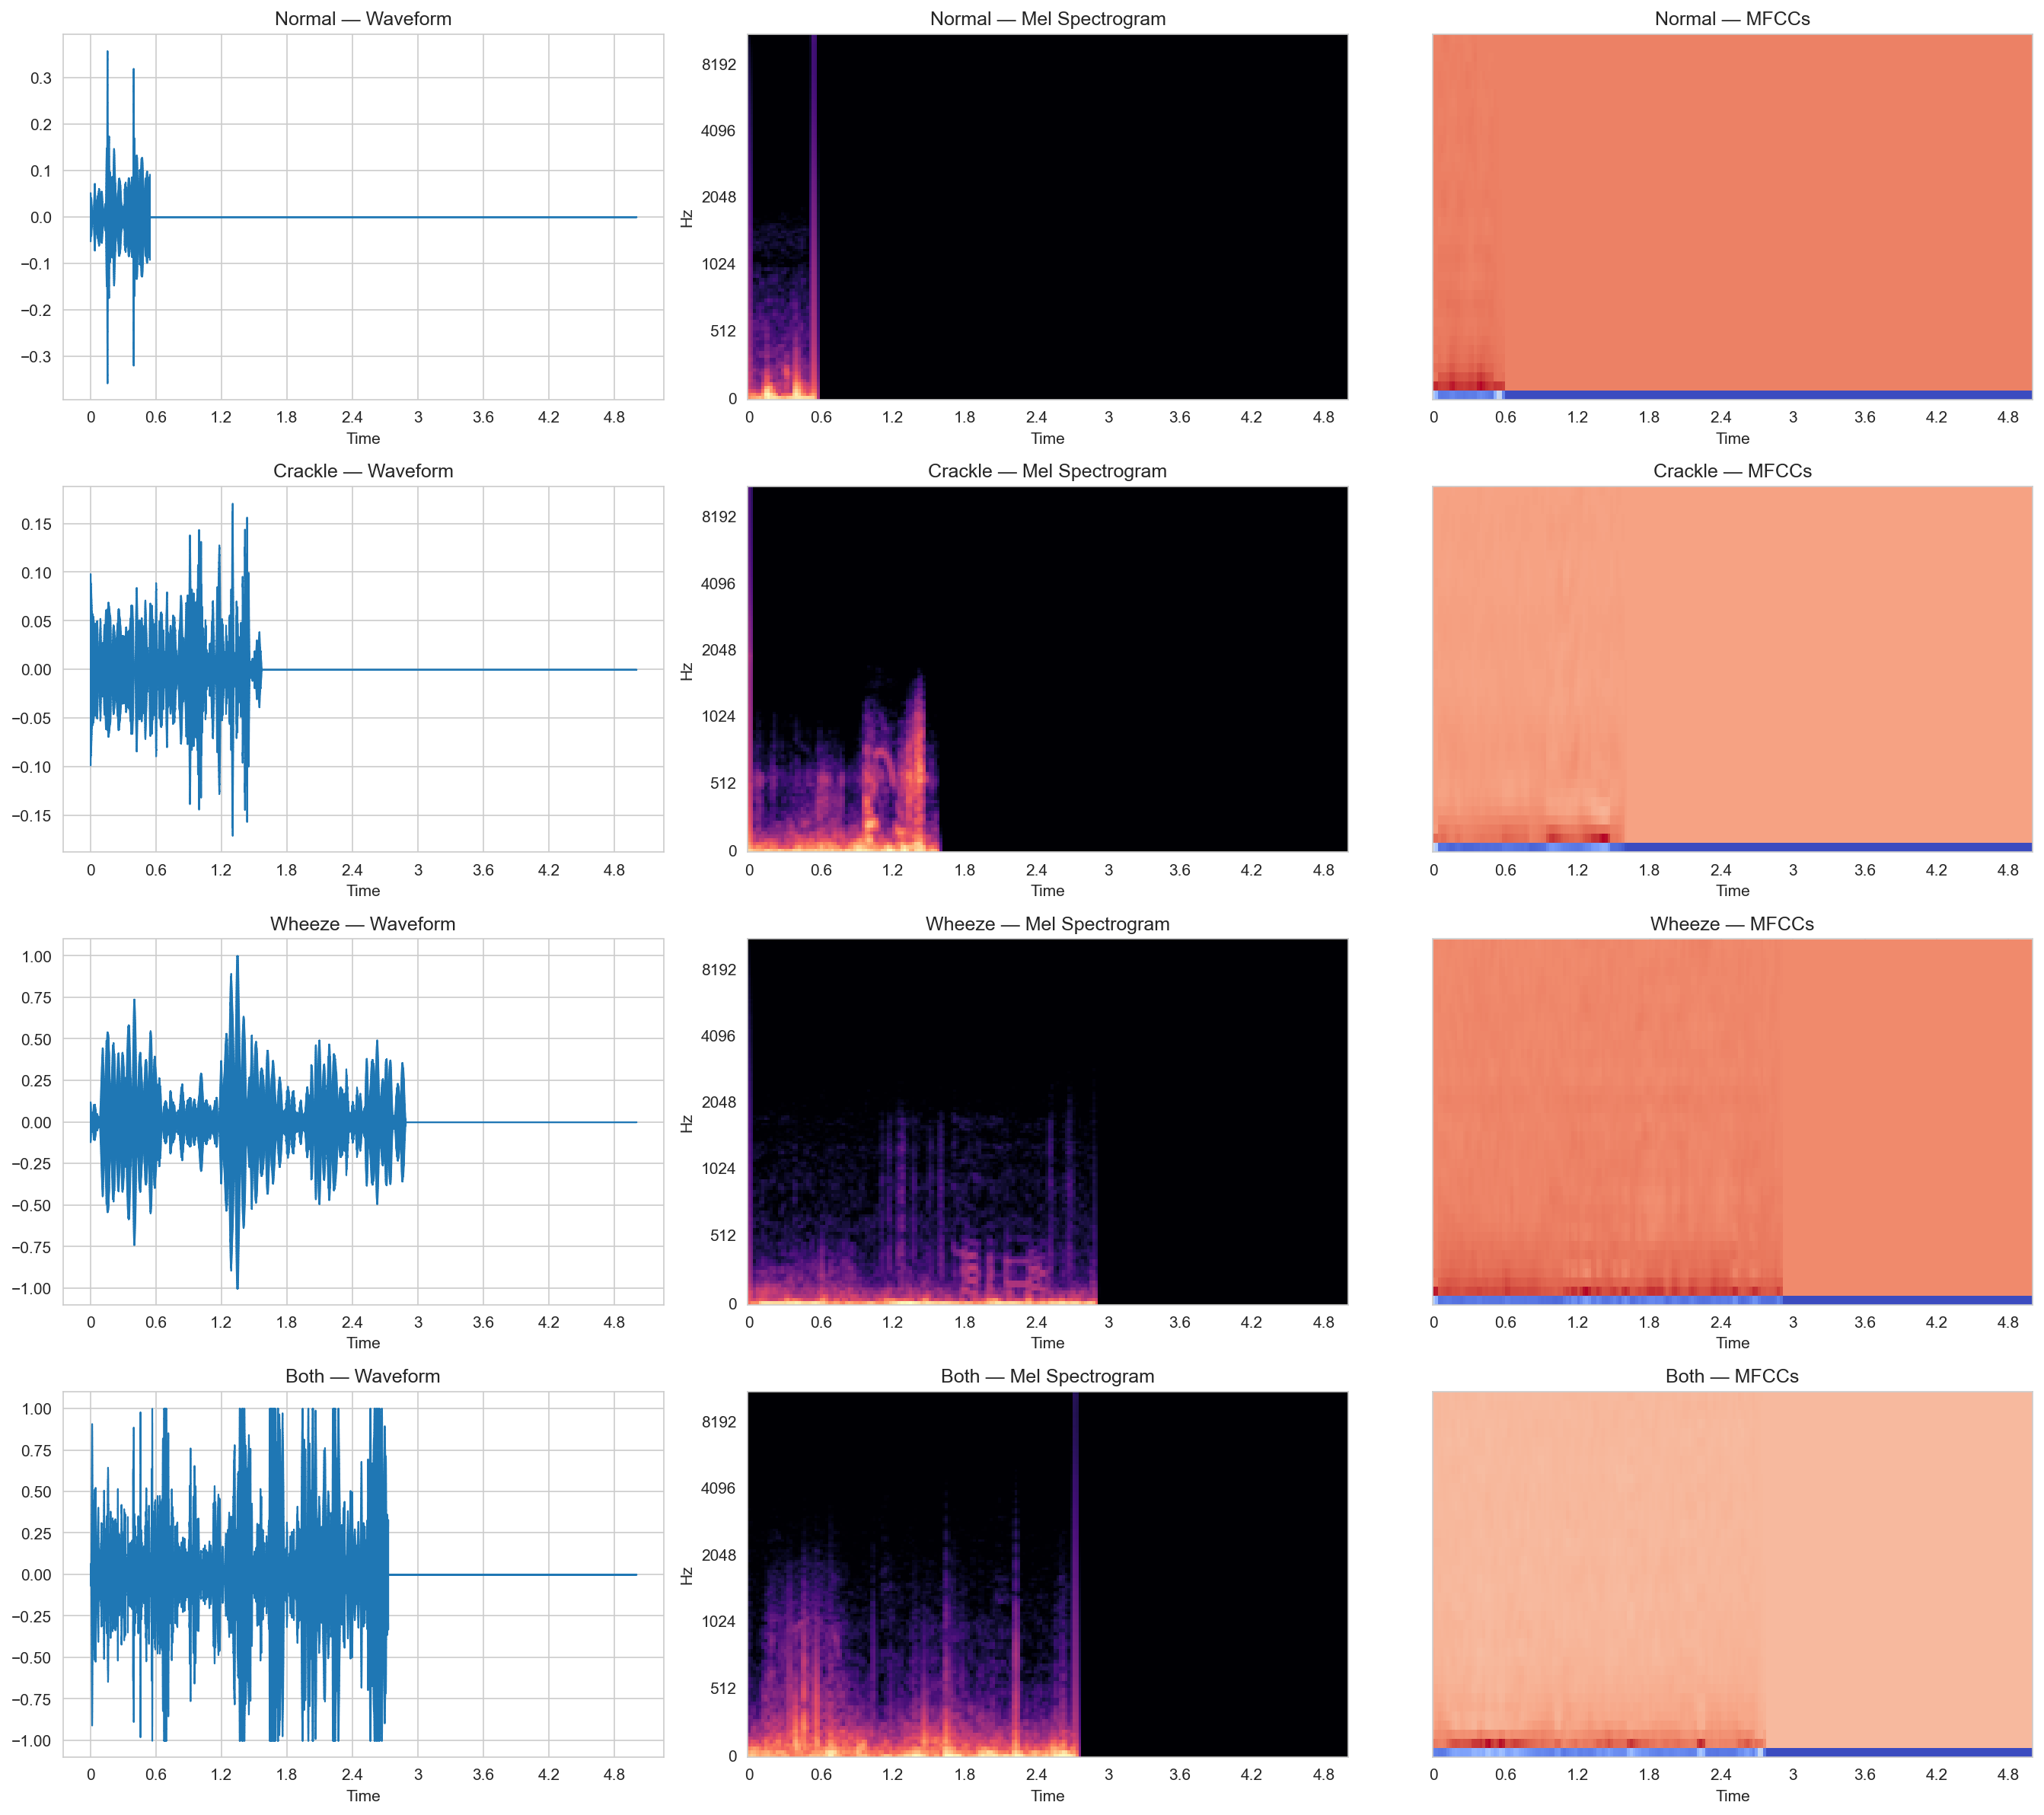 Normal — Waveform
0.3
0.2
0.1
0.0
−0.1
−0.2
−0.3
0 0.6 1.2 1.8 2.4 3 3.6 4.2 4.8
Time
Normal — Mel Spectrogram
Hz
8192
4096
2048
1024
512
0
0 0.6 1.2 1.8 2.4 3 3.6 4.2 4.8
Time
Normal — MFCCs
0 0.6 1.2 1.8 2.4 3 3.6 4.2 4.8
Time
Crackle — Waveform
0.15
0.10
0.05
0.00
−0.05
−0.10
−0.15
0 0.6 1.2 1.8 2.4 3 3.6 4.2 4.8
Time
Crackle — Mel Spectrogram
Hz
8192
4096
2048
1024
512
0
0 0.6 1.2 1.8 2.4 3 3.6 4.2 4.8
Time
Crackle — MFCCs
0 0.6 1.2 1.8 2.4 3 3.6 4.2 4.8
Time
Wheeze — Waveform
1.00
0.75
0.50
0.25
0.00
−0.25
−0.50
−0.75
−1.00
0 0.6 1.2 1.8 2.4 3 3.6 4.2 4.8
Time
Wheeze — Mel Spectrogram
Hz
8192
4096
2048
1024
512
0
0 0.6 1.2 1.8 2.4 3 3.6 4.2 4.8
Time
Wheeze — MFCCs
0 0.6 1.2 1.8 2.4 3 3.6 4.2 4.8
Time
Both — Waveform
1.00
0.75
0.50
0.25
0.00
−0.25
−0.50
−0.75
−1.00
0 0.6 1.2 1.8 2.4 3 3.6 4.2 4.8
Time
Both — Mel Spectrogram
Hz
8192
4096
2048
1024
512
0
0 0.6 1.2 1.8 2.4 3 3.6 4.2 4.8
Time
Both — MFCCs
0 0.6 1.2 1.8 2.4 3 3.6 4.2 4.8
Time